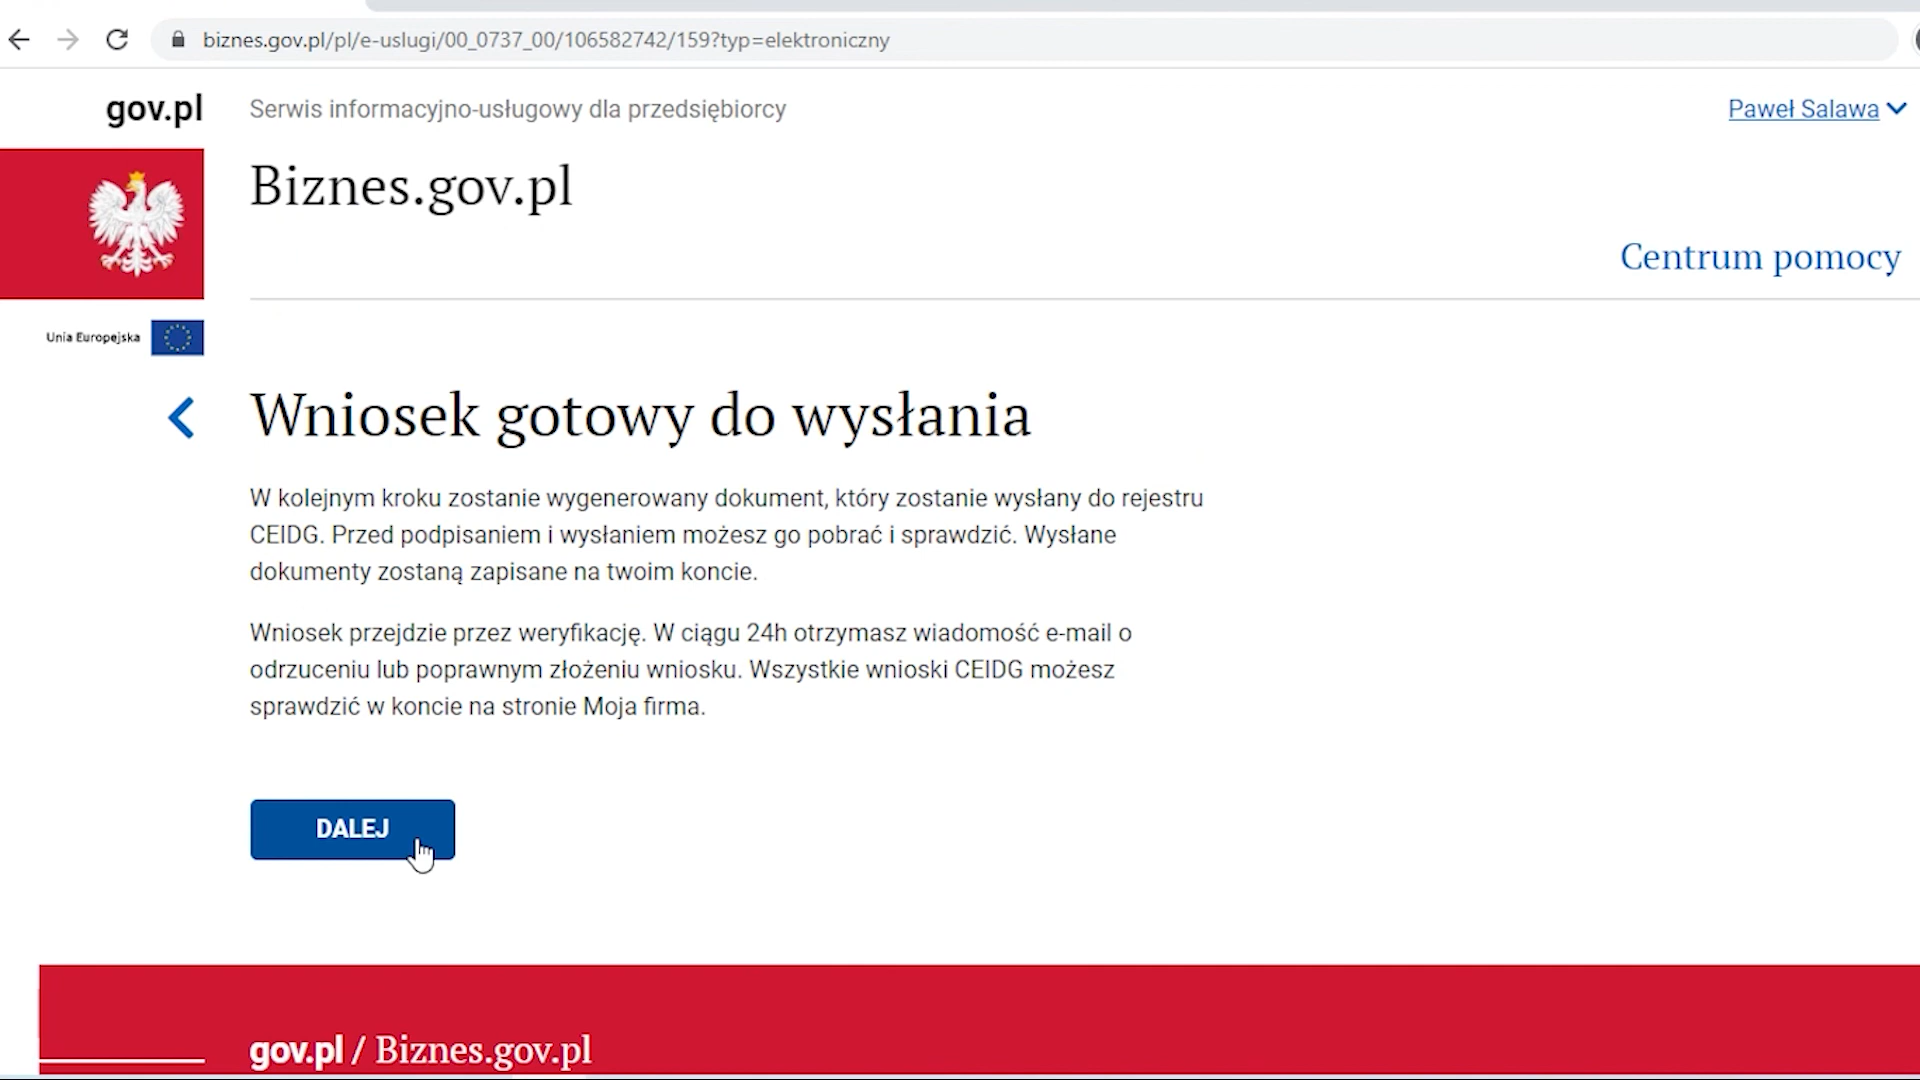 biznes.gov.pl/pl/e-uslugi/00_0737_00/106582742/159?typ=elektroniczny
gov.pl
Serwis informacyjno-usługowy dla przedsiębiorcy
Paweł Salawa
Biznes.gov.pl
Centrum pomocy
Unia Europejska
Wniosek gotowy do wysłania
W kolejnym kroku zostanie wygenerowany dokument, który zostanie wysłany do rejestru
CEIDG. Przed podpisaniem i wysłaniem możesz go pobrać i sprawdzić. Wysłane
dokumenty zostaną zapisane na twoim koncie.
Wniosek przejdzie przez weryfikację. W ciągu 24h otrzymasz wiadomość e-mail o
odrzuceniu lub poprawnym złożeniu wniosku. Wszystkie wnioski CEIDG możesz
sprawdzić w koncie na stronie Moja firma.
DALEJ
gov.pl / Biznes.gov.pl